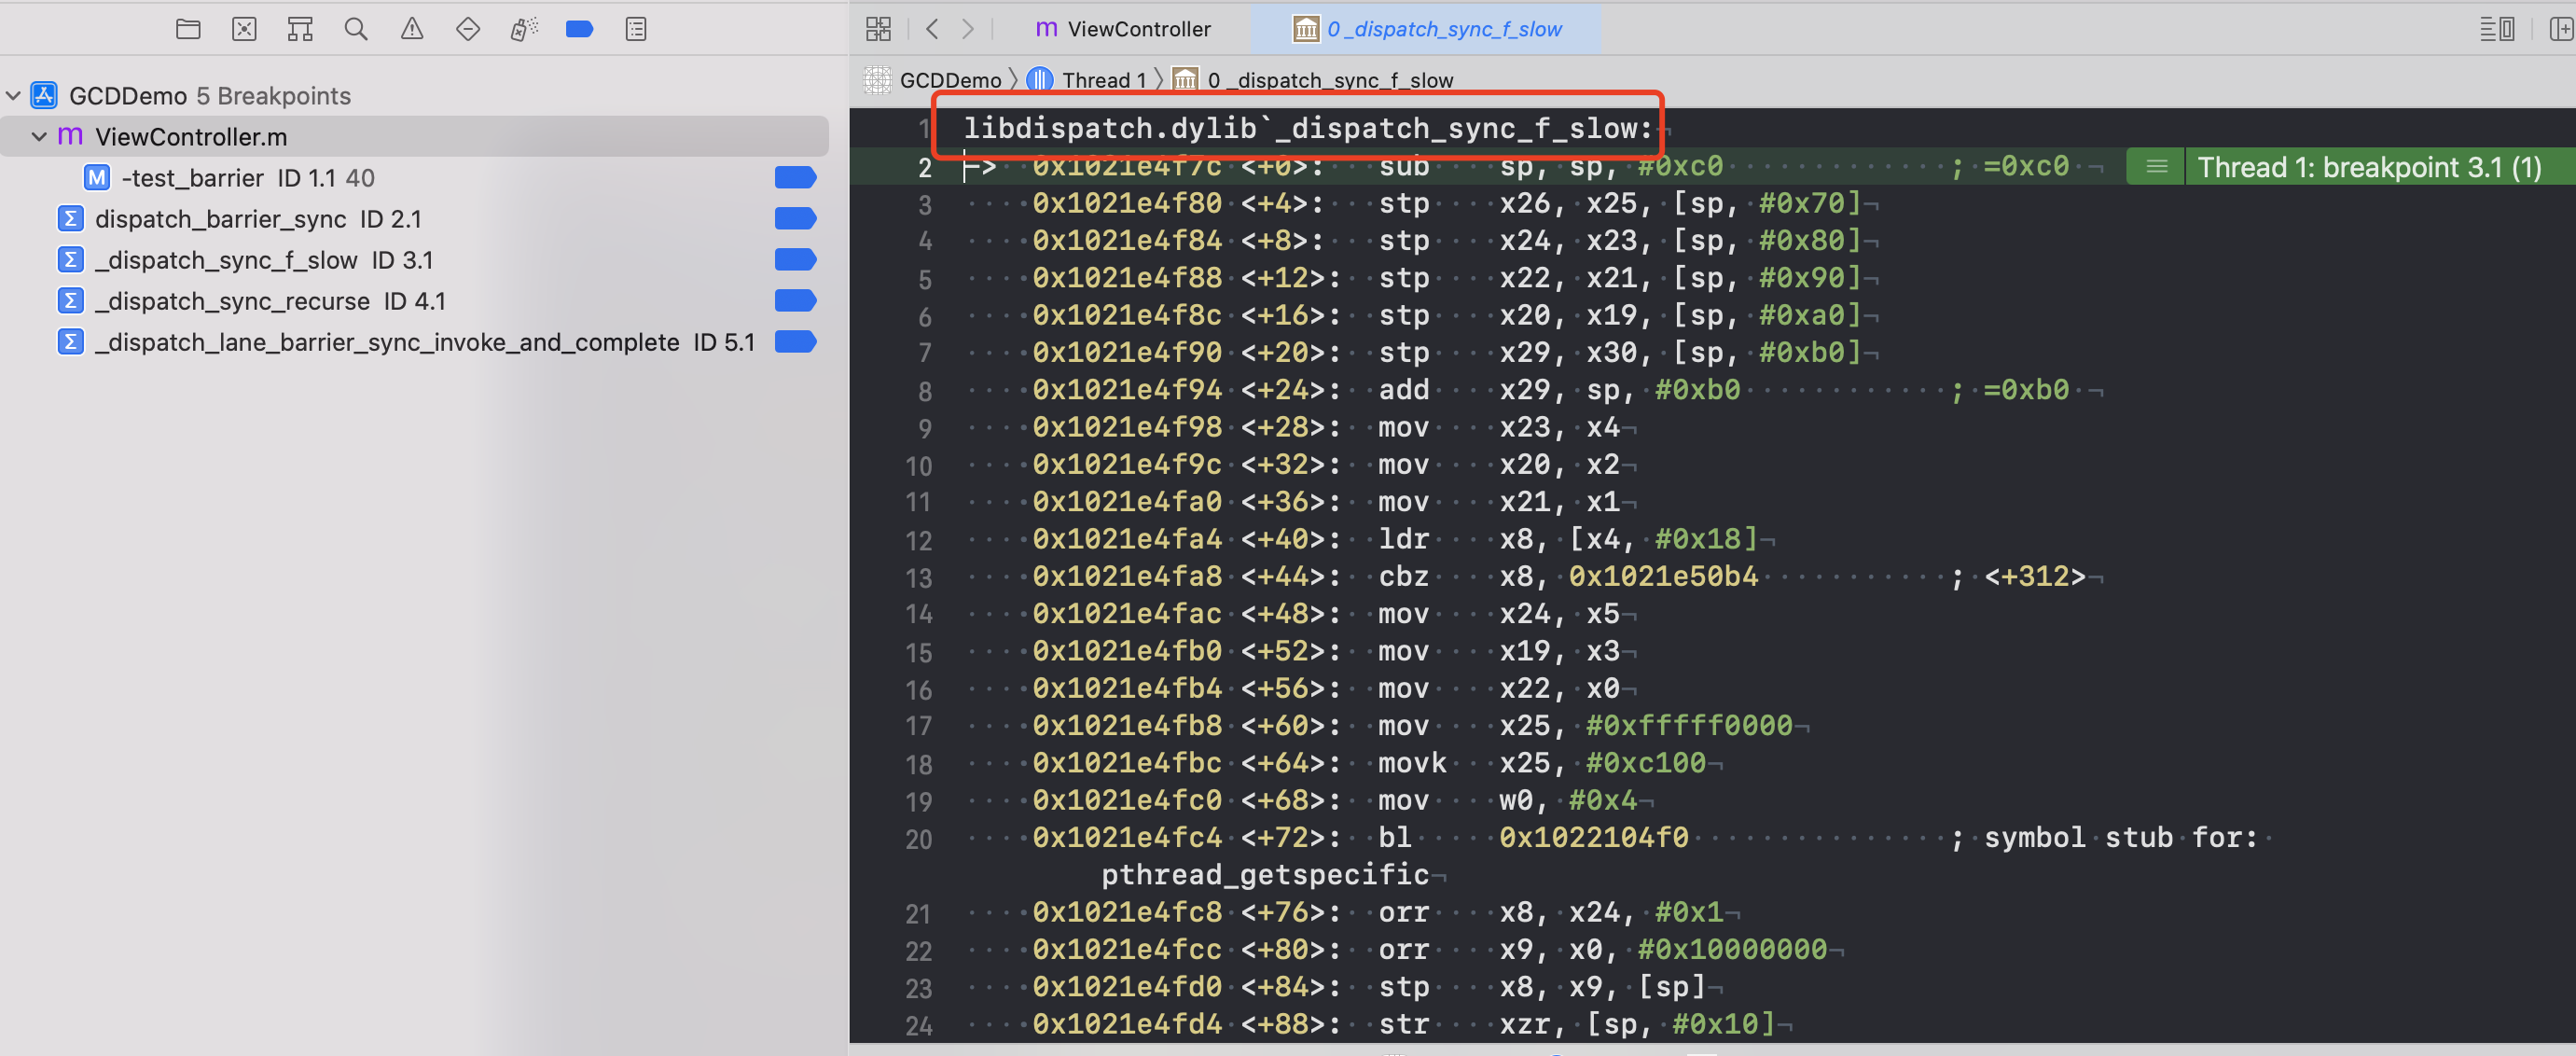 GCDDemo 5 Breakpoints
ViewController.m
M -test_barrier ID 1.1 40
Σ dispatch_barrier_sync ID 2.1
Σ _dispatch_sync_f_slow ID 3.1
Σ _dispatch_sync_recurse ID 4.1
Σ _dispatch_lane_barrier_sync_invoke_and_complete ID 5.1
m ViewController
0 _dispatch_sync_f_slow
GCDDemo 〉 Thread 1 〉 0 _dispatch_sync_f_slow
1 libdispatch.dylib`_dispatch_sync_f_slow:
2 -> 0x1021e4f7c <+0>: sub sp, sp, #0xc0 ; =0xc0 Thread 1: breakpoint 3.1 (1)
3 0x1021e4f80 <+4>: stp x26, x25, [sp, #0x70]
4 0x1021e4f84 <+8>: stp x24, x23, [sp, #0x80]
5 0x1021e4f88 <+12>: stp x22, x21, [sp, #0x90]
6 0x1021e4f8c <+16>: stp x20, x19, [sp, #0xa0]
7 0x1021e4f90 <+20>: stp x29, x30, [sp, #0xb0]
8 0x1021e4f94 <+24>: add x29, sp, #0xb0 ; =0xb0
9 0x1021e4f98 <+28>: mov x23, x4
10 0x1021e4f9c <+32>: mov x20, x2
11 0x1021e4fa0 <+36>: mov x21, x1
12 0x1021e4fa4 <+40>: ldr x8, [x4, #0x18]
13 0x1021e4fa8 <+44>: cbz x8, 0x1021e50b4 ; <+312>
14 0x1021e4fac <+48>: mov x24, x5
15 0x1021e4fb0 <+52>: mov x19, x3
16 0x1021e4fb4 <+56>: mov x22, x0
17 0x1021e4fb8 <+60>: mov x25, #0xfffff0000
18 0x1021e4fbc <+64>: movk x25, #0xc100
19 0x1021e4fc0 <+68>: mov w0, #0x4
20 0x1021e4fc4 <+72>: bl 0x1022104f0 ; symbol stub for:
pthread_getspecific
21 0x1021e4fc8 <+76>: orr x8, x24, #0x1
22 0x1021e4fcc <+80>: orr x9, x0, #0x10000000
23 0x1021e4fd0 <+84>: stp x8, x9, [sp]
24 0x1021e4fd4 <+88>: str xzr, [sp, #0x10]